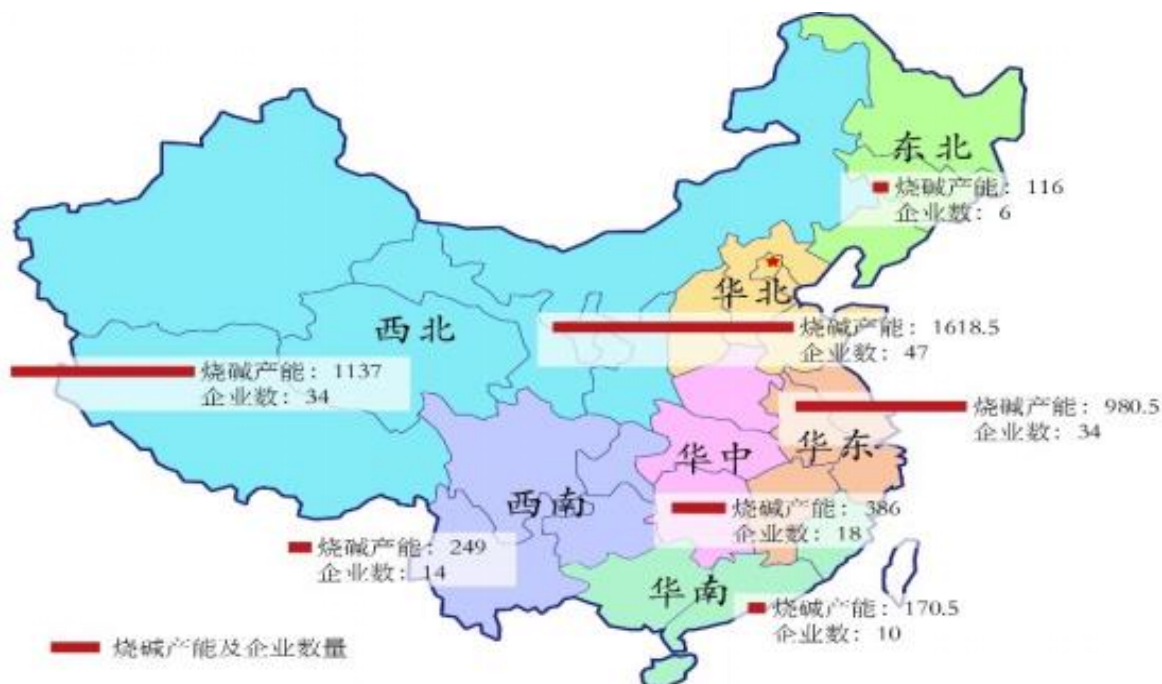 东北
烧碱产能：116
企业数：6
华北
烧碱产能：1618.5
企业数：47
西北
烧碱产能：1137
企业数：34
烧碱产能：980.5
企业数：34
华东
华中
西南
烧碱产能：386
企业数：18
烧碱产能：249
企业数：14
华南
烧碱产能：170.5
企业数：10
烧碱产能及企业数量